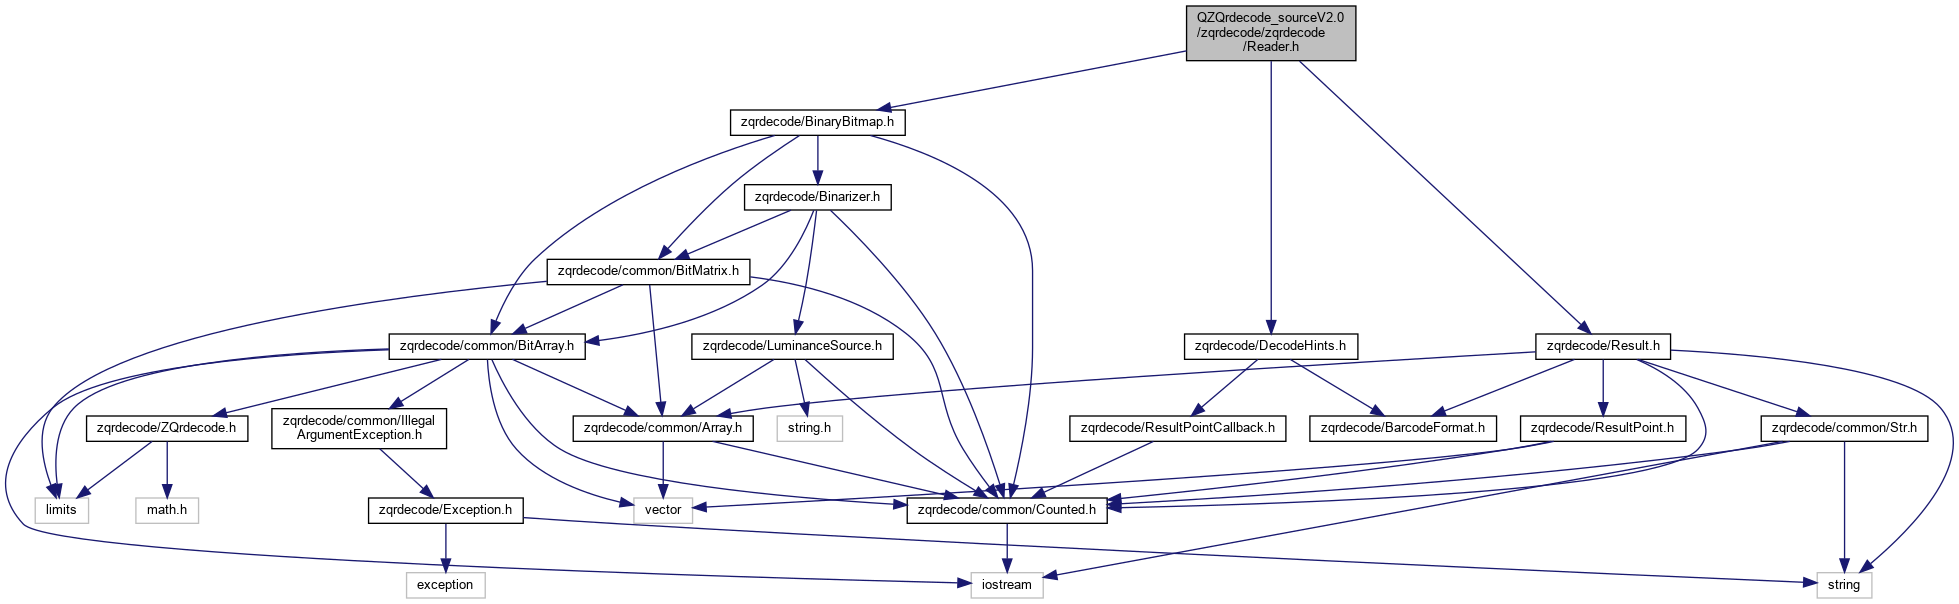 QZQrdecode_sourceV2.0
/zqrdecode/zqrdecode
/Reader.h
zqrdecode/BinaryBitmap.h
zqrdecode/Binarizer.h
zqrdecode/common/BitMatrix.h
zqrdecode/common/BitArray.h
zqrdecode/LuminanceSource.h
zqrdecode/DecodeHints.h
zqrdecode/Result.h
zqrdecode/ZQrdecode.h
zqrdecode/common/Illegal
ArgumentException.h
zqrdecode/common/Array.h
string.h
zqrdecode/ResultPointCallback.h
zqrdecode/BarcodeFormat.h
zqrdecode/ResultPoint.h
zqrdecode/common/Str.h
limits
math.h
zqrdecode/Exception.h
vector
zqrdecode/common/Counted.h
exception
iostream
string